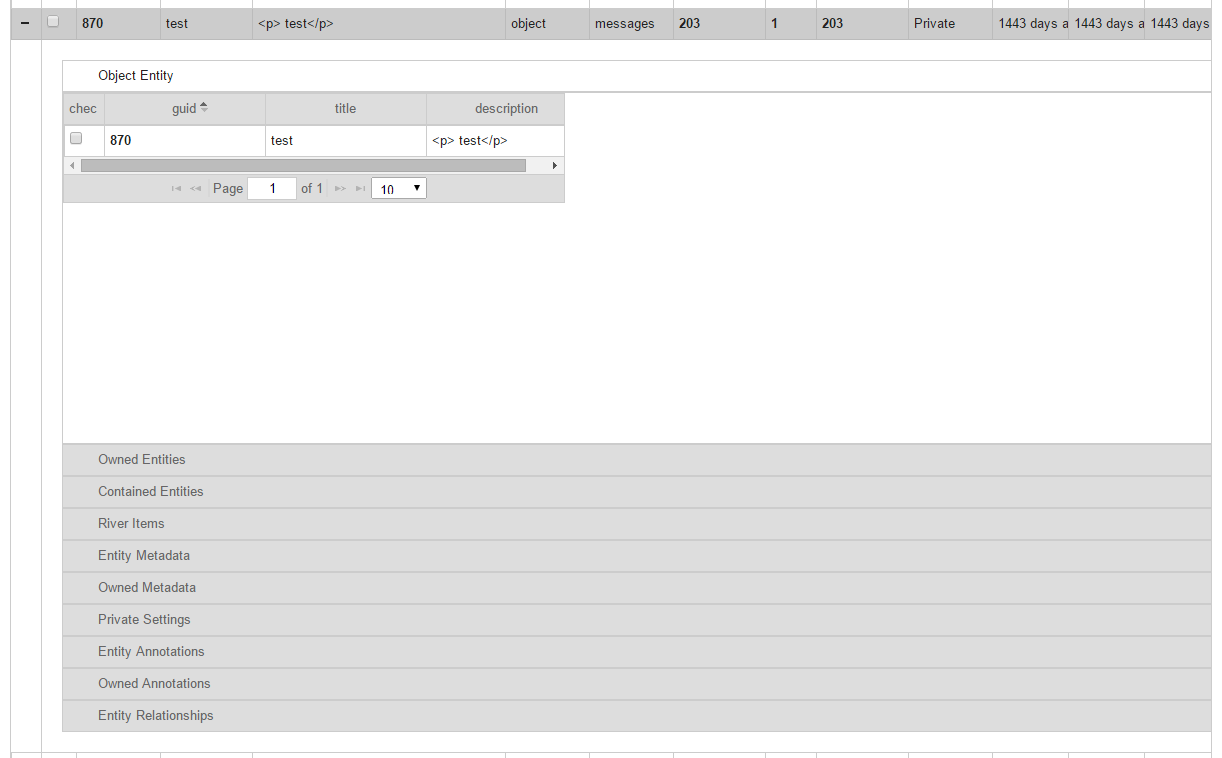 − 870 test <p> test</p> object messages 203 1 203 Private 1443 days a 1443 days a 1443 days
Object Entity
chec guid title description
870 test <p> test</p>
Page 1 of 1 10
Owned Entities
Contained Entities
River Items
Entity Metadata
Owned Metadata
Private Settings
Entity Annotations
Owned Annotations
Entity Relationships